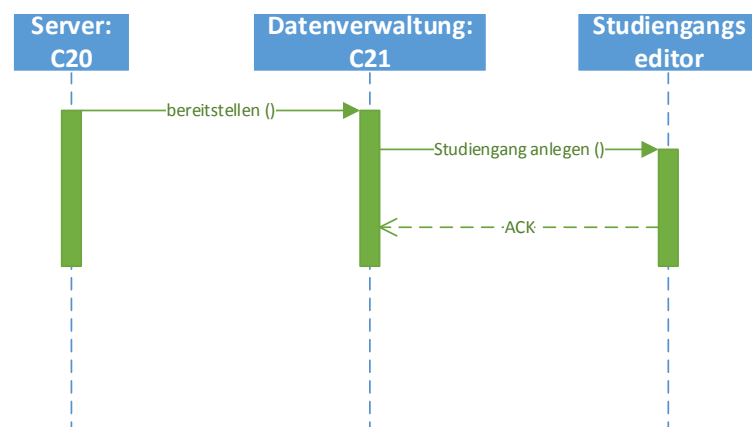 Server:
C20
Datenverwaltung:
C21
Studiengangs
editor
bereitstellen ()
Studiengang anlegen ()
ACK